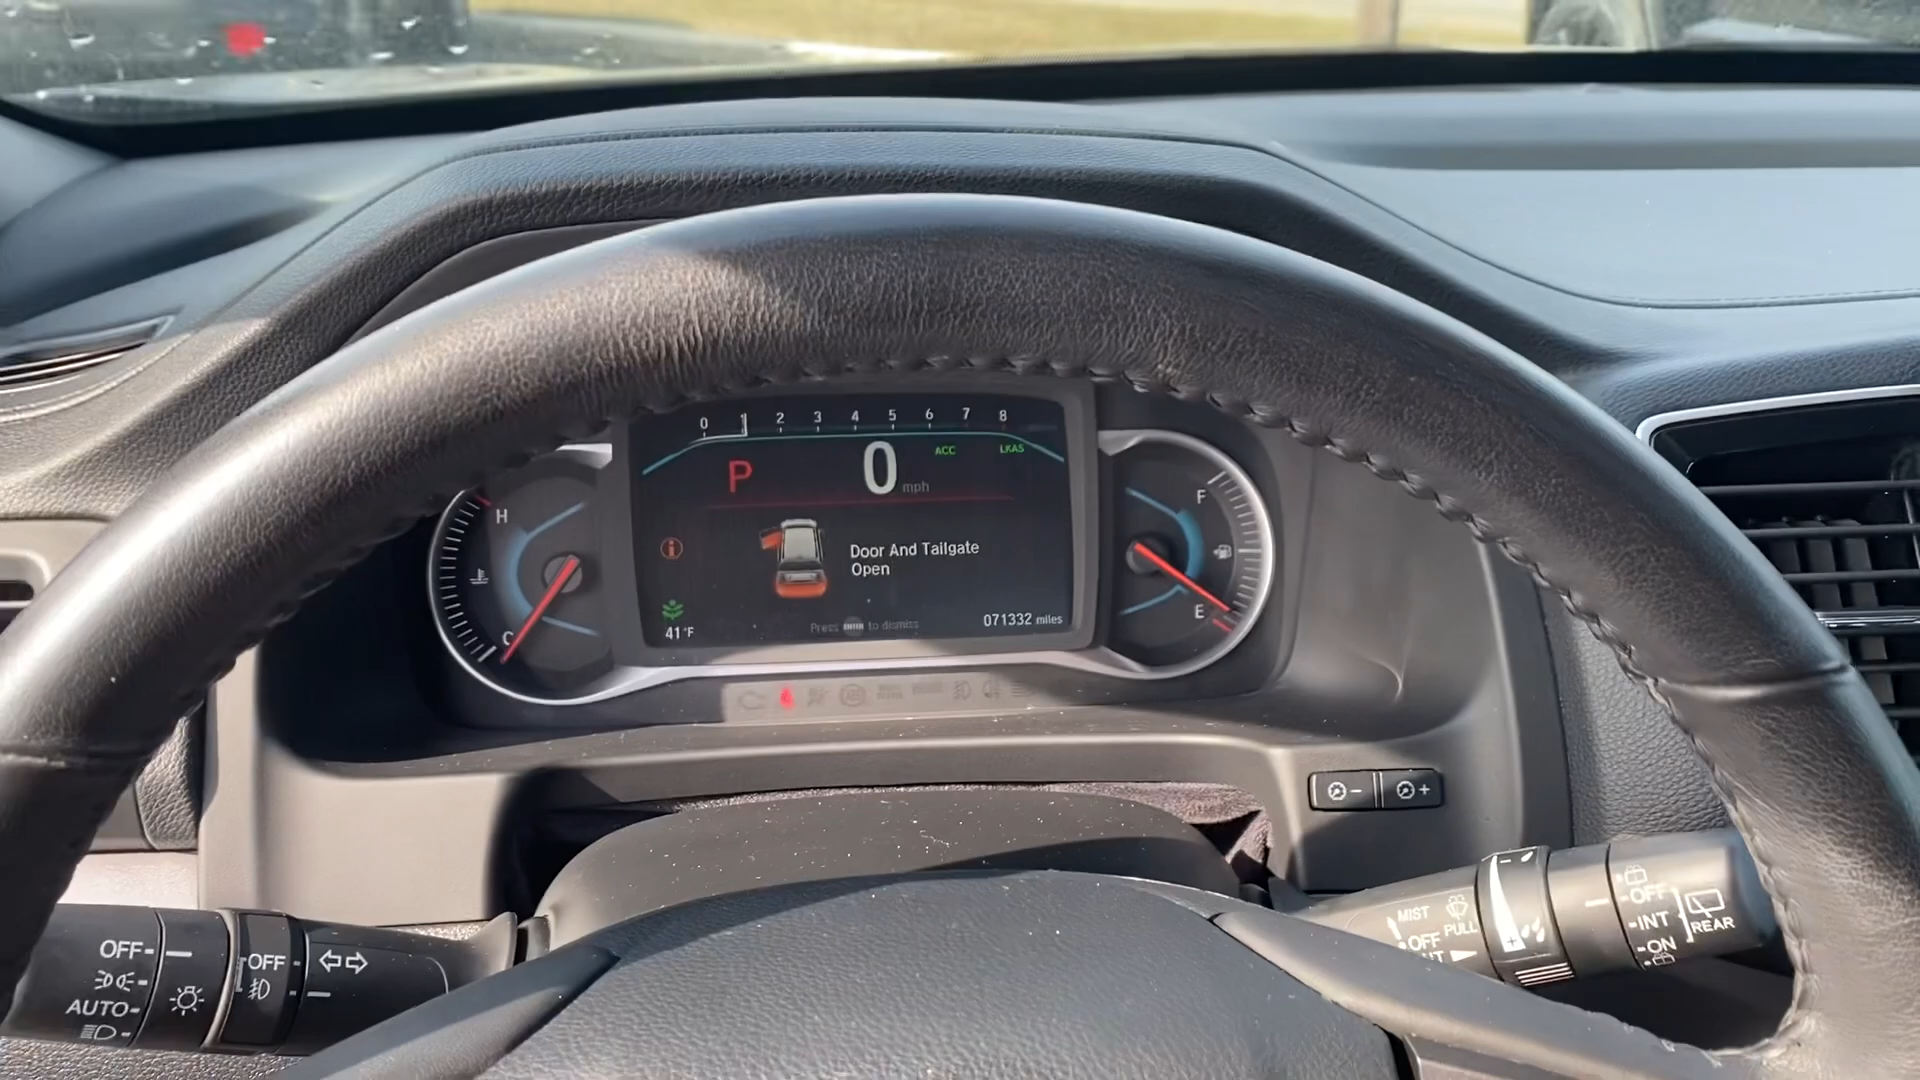 0 1 2 3 4 5 6 7 8
P 0 mph ACC LKAS
H
F
Door And Tailgate
Open
C
E
41°F
Press ENTER to dismiss
071332 miles
- +
OFF
AUTO
OFF
MIST
PULL
OFF
OFF
INT
ON
REAR